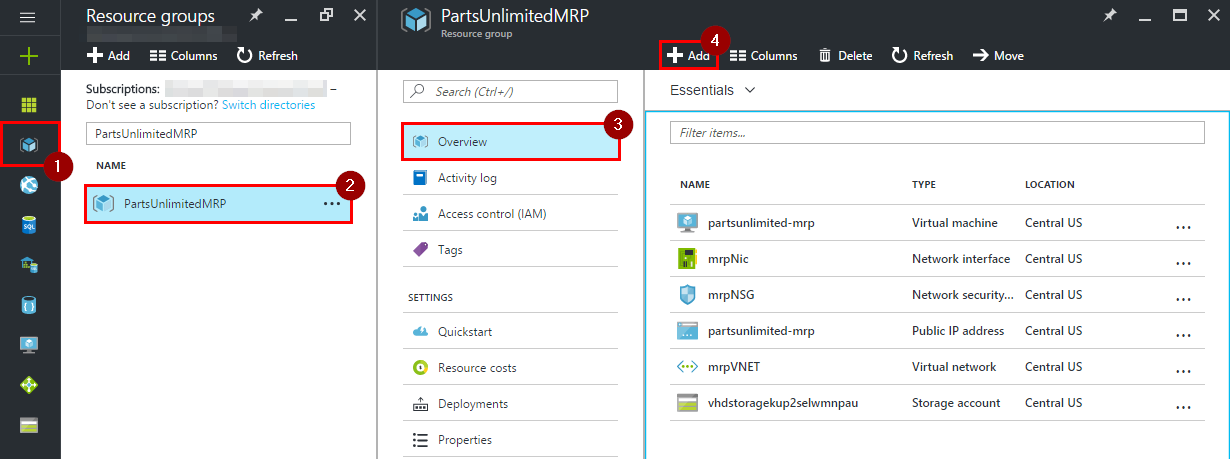 Resource groups
Add
Columns
Refresh
Subscriptions:
–
Don't see a subscription? Switch directories
PartsUnlimitedMRP
NAME
1
2
PartsUnlimitedMRP
...
PartsUnlimitedMRP
Resource group
Search (Ctrl+/)
3
Overview
Activity log
Access control (IAM)
Tags
SETTINGS
Quickstart
Resource costs
Deployments
Properties
4
Add
Columns
Delete
Refresh
Move
Essentials
Filter items...
NAME TYPE LOCATION
partsunlimited-mrp Virtual machine Central US ...
mrpNic Network interface Central US ...
mrpNSG Network security... Central US ...
partsunlimited-mrp Public IP address Central US ...
mrpVNET Virtual network Central US ...
vhdstoragekup2selwmnpau Storage account Central US ...
SQL